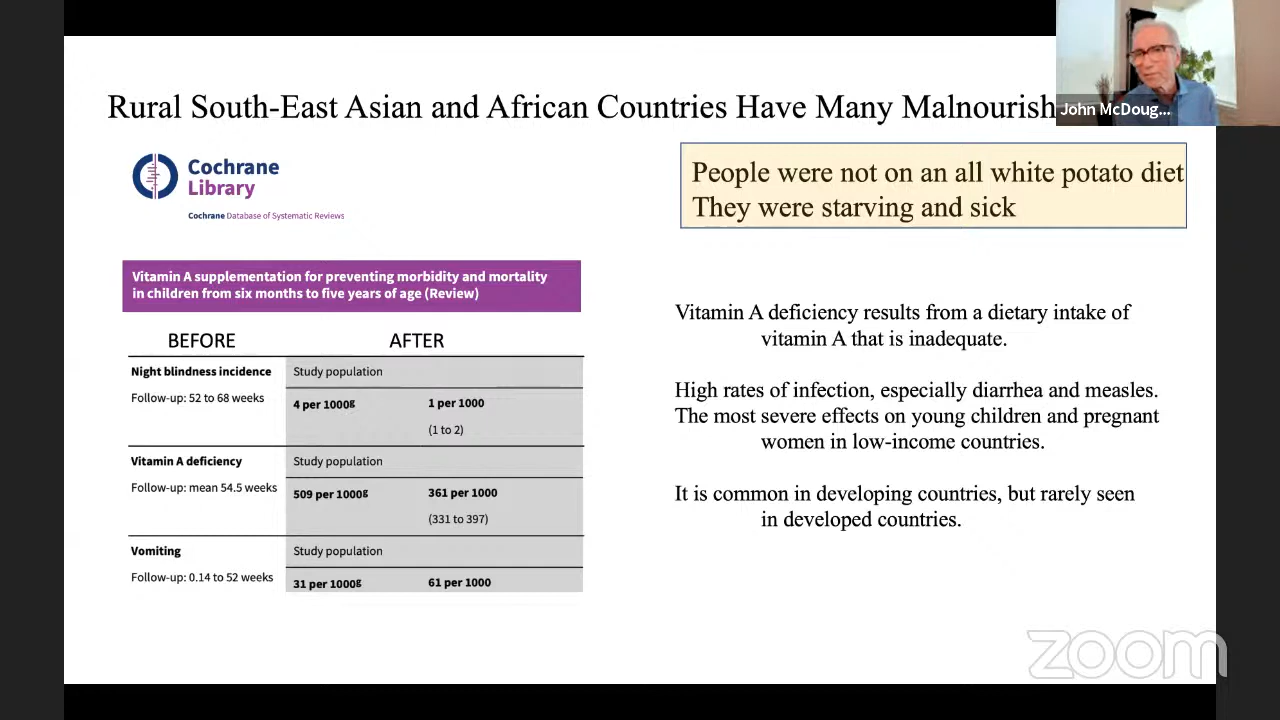 Rural South-East Asian and African Countries Have Many Malnourish
John McDoug...
Cochrane
Library
Cochrane Database of Systematic Reviews
People were not on an all white potato diet
They were starving and sick
Vitamin A supplementation for preventing morbidity and mortality
in children from six months to five years of age (Review)
BEFORE AFTER
Night blindness incidence Study population
Follow-up: 52 to 68 weeks 4 per 1000g 1 per 1000
(1 to 2)
Vitamin A deficiency Study population
Follow-up: mean 54.5 weeks 509 per 1000g 361 per 1000
(331 to 397)
Vomiting Study population
Follow-up: 0.14 to 52 weeks 31 per 1000g 61 per 1000
Vitamin A deficiency results from a dietary intake of
vitamin A that is inadequate.
High rates of infection, especially diarrhea and measles.
The most severe effects on young children and pregnant
women in low-income countries.
It is common in developing countries, but rarely seen
in developed countries.
zoom